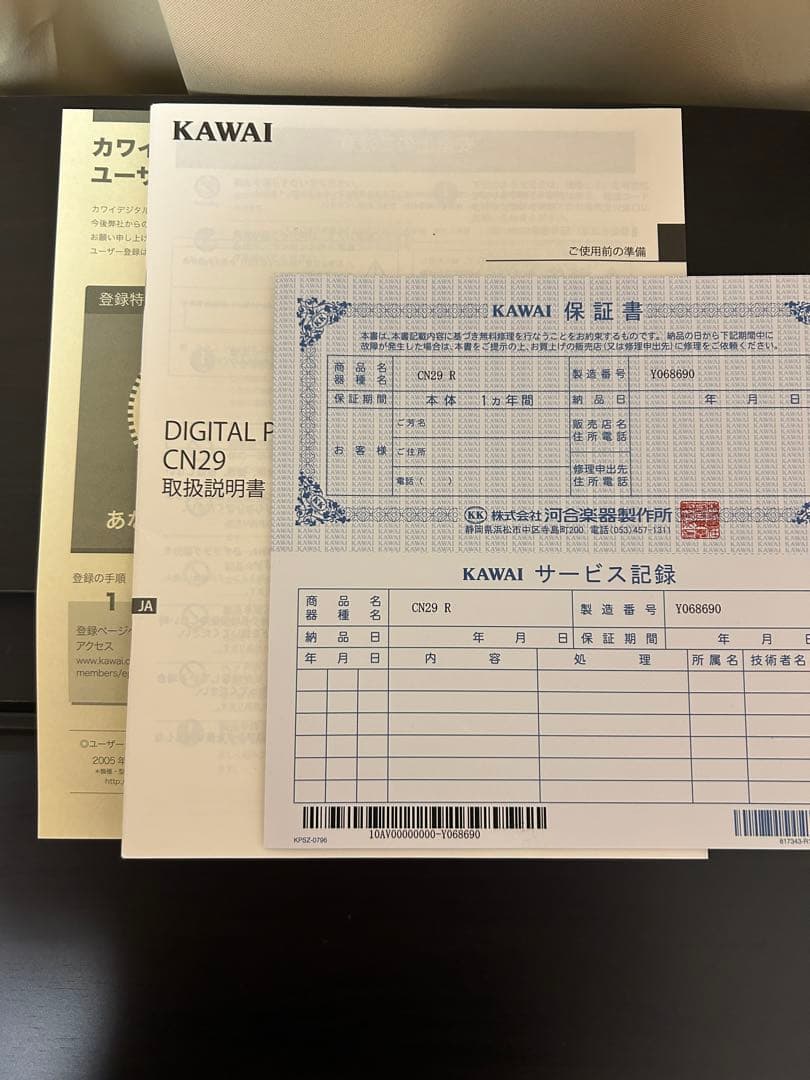 カワイ
ユーザ
カワイデジタル
今後弊社からの
お願い申し上げ
ユーザー登録は
登録特
あな
登録の手順
1
登録ページへ
アクセス
www.kawai.c
members/e
◎ユーザー
2005年
http:/
KAWAI
ご使用前の準備
DIGITAL P
CN29
取扱説明書
JA
KAWAI 保証書
本書は、本書記載内容に基づき無料修理を行なうことをお約束するものです。納品の日から下記期間中に
故障が発生した場合は、本書をご提示の上、お買上げの販売店(又は修理申出先)に修理をご依頼ください。
商品名
器種名
CN29 R
製造番号
Y068690
保証期間
本体 1ヵ年間
納品日
年 月 日
お客様
ご芳名
ご住所
電話( )
販売店名
住所電話
修理申出先
住所電話
KK 株式会社 河合楽器製作所
静岡県浜松市中区寺島町200 電話(053)457-1311
KAWAI サービス記録
商品名
器種名
CN29 R
製造番号
Y068690
納品日
年 月 日
保証期間
年 月 日
年 月 日
内容
処理
所属名
技術者名
10AV00000000-Y068690
KPSZ-0796
817343-R